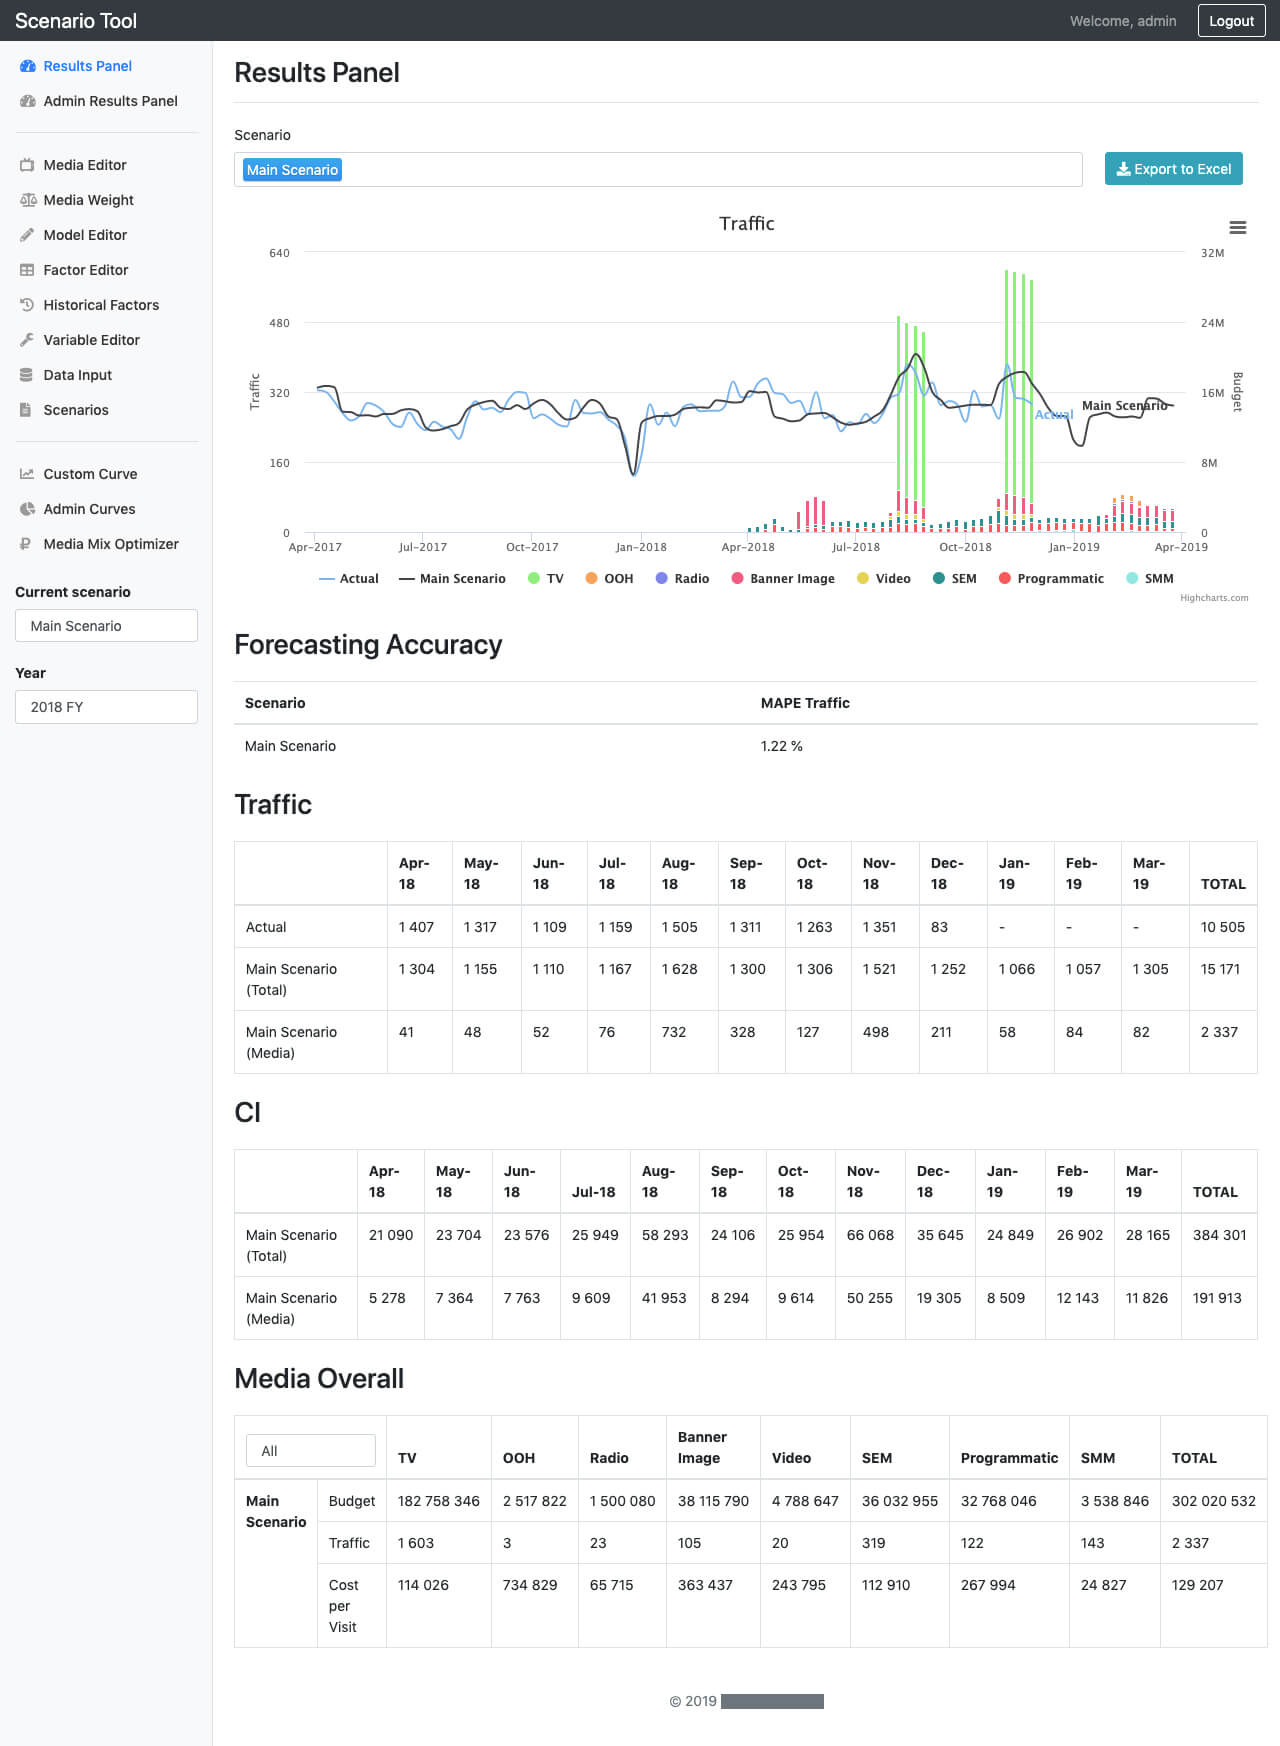 Scenario Tool
Welcome, admin
Logout
Results Panel
Admin Results Panel
Media Editor
Media Weight
Model Editor
Factor Editor
Historical Factors
Variable Editor
Data Input
Scenarios
Custom Curve
Admin Curves
Media Mix Optimizer
Current scenario
Main Scenario
Year
2018 FY
Results Panel
Scenario
Main Scenario
Export to Excel
Traffic
640 32M
480 24M
320 16M
160 8M
0 0
Traffic
Budget
Actual
Main Scenario
Apr-2017 Jul-2017 Oct-2017 Jan-2018 Apr-2018 Jul-2018 Oct-2018 Jan-2019 Apr-2019
Actual Main Scenario TV OOH Radio Banner Image Video SEM Programmatic SMM
Highcharts.com
Forecasting Accuracy
Scenario MAPE Traffic
Main Scenario 1.22 %
Traffic
Apr- May- Jun- Jul- Aug- Sep- Oct- Nov- Dec- Jan- Feb- Mar-
18 18 18 18 18 18 18 18 18 19 19 19 TOTAL
Actual 1 407 1 317 1 109 1 159 1 505 1 311 1 263 1 351 83 - - - 10 505
Main Scenario 1 304 1 155 1 110 1 167 1 628 1 300 1 306 1 521 1 252 1 066 1 057 1 305 15 171
(Total)
Main Scenario 41 48 52 76 732 328 127 498 211 58 84 82 2 337
(Media)
CI
Apr- May- Jun- Aug- Sep- Oct- Nov- Dec- Jan- Feb- Mar-
18 18 18 Jul-18 18 18 18 18 18 19 19 19 TOTAL
Main Scenario 21 090 23 704 23 576 25 949 58 293 24 106 25 954 66 068 35 645 24 849 26 902 28 165 384 301
(Total)
Main Scenario 5 278 7 364 7 763 9 609 41 953 8 294 9 614 50 255 19 305 8 509 12 143 11 826 191 913
(Media)
Media Overall
Banner
All TV OOH Radio Image Video SEM Programmatic SMM TOTAL
Main Budget 182 758 346 2 517 822 1 500 080 38 115 790 4 788 647 36 032 955 32 768 046 3 538 846 302 020 532
Scenario
Traffic 1 603 3 23 105 20 319 122 143 2 337
Cost 114 026 734 829 65 715 363 437 243 795 112 910 267 994 24 827 129 207
per
Visit
© 2019